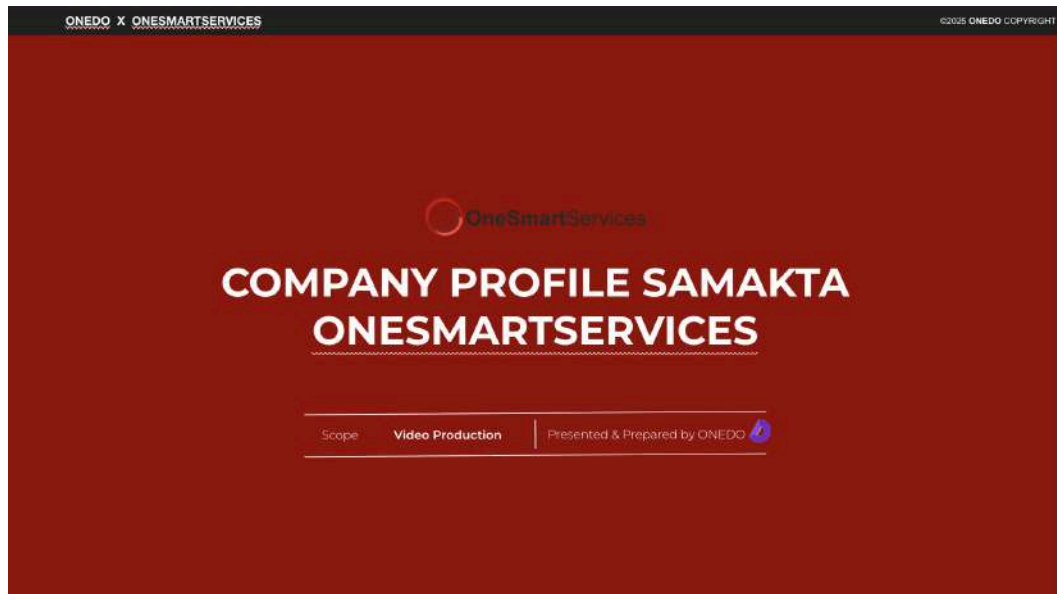 ONEDO X ONESMARTSERVICES
©2025 ONEDO COPYRIGHT
OneSmartServices
COMPANY PROFILE SAMAKTA
ONESMARTSERVICES
Scope Video Production Presented & Prepared by ONEDO